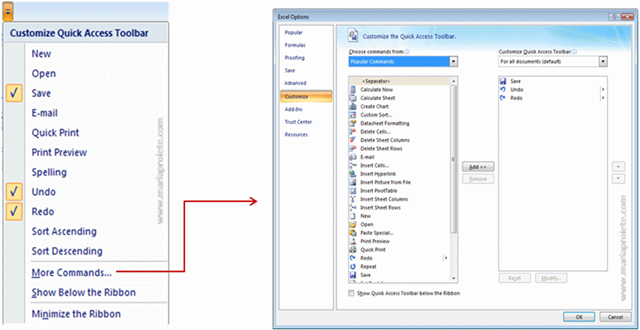 Customize Quick Access Toolbar
New
Open
Save
E-mail
Quick Print
Print Preview
Spelling
Undo
Redo
Sort Ascending
Sort Descending
More Commands...
Show Below the Ribbon
Minimize the Ribbon
www.mariaprolete.com
Excel Options
Popular
Formulas
Proofing
Save
Advanced
Customize
Add-Ins
Trust Center
Resources
Customize the Quick Access Toolbar.
Choose commands from:
Popular Commands
<Separator>
Calculate Now
Calculate Sheet
Create Chart
Custom Sort...
Datasheet Formatting
Delete Cells...
Delete Sheet Columns
Delete Sheet Rows
E-mail
Insert Cells...
Insert Hyperlink
Insert Picture from File
Insert PivotTable
Insert Sheet Columns
Insert Sheet Rows
New
Open
Paste Special...
Print Preview
Quick Print
Redo
Repeat
Save
Show Quick Access Toolbar below the Ribbon
Add >>
Remove
Customize Quick Access Toolbar:
For all documents (default)
Save
Undo
Redo
Reset
Modify...
www.mariaprolete.com
OK
Cancel